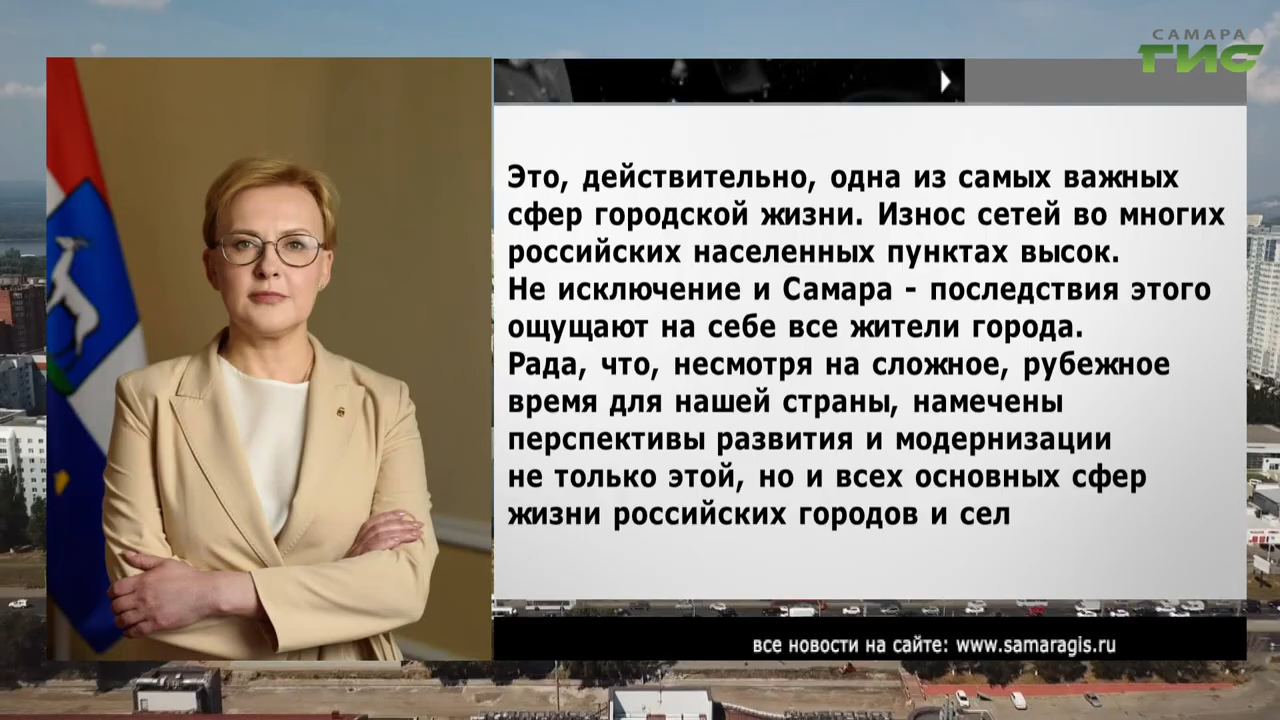 САМАРА
ГИС
Это, действительно, одна из самых важных
сфер городской жизни. Износ сетей во многих
российских населенных пунктах высок.
Не исключение и Самара - последствия этого
ощущают на себе все жители города.
Рада, что, несмотря на сложное, рубежное
время для нашей страны, намечены
перспективы развития и модернизации
не только этой, но и всех основных сфер
жизни российских городов и сел
все новости на сайте: www.samaragis.ru